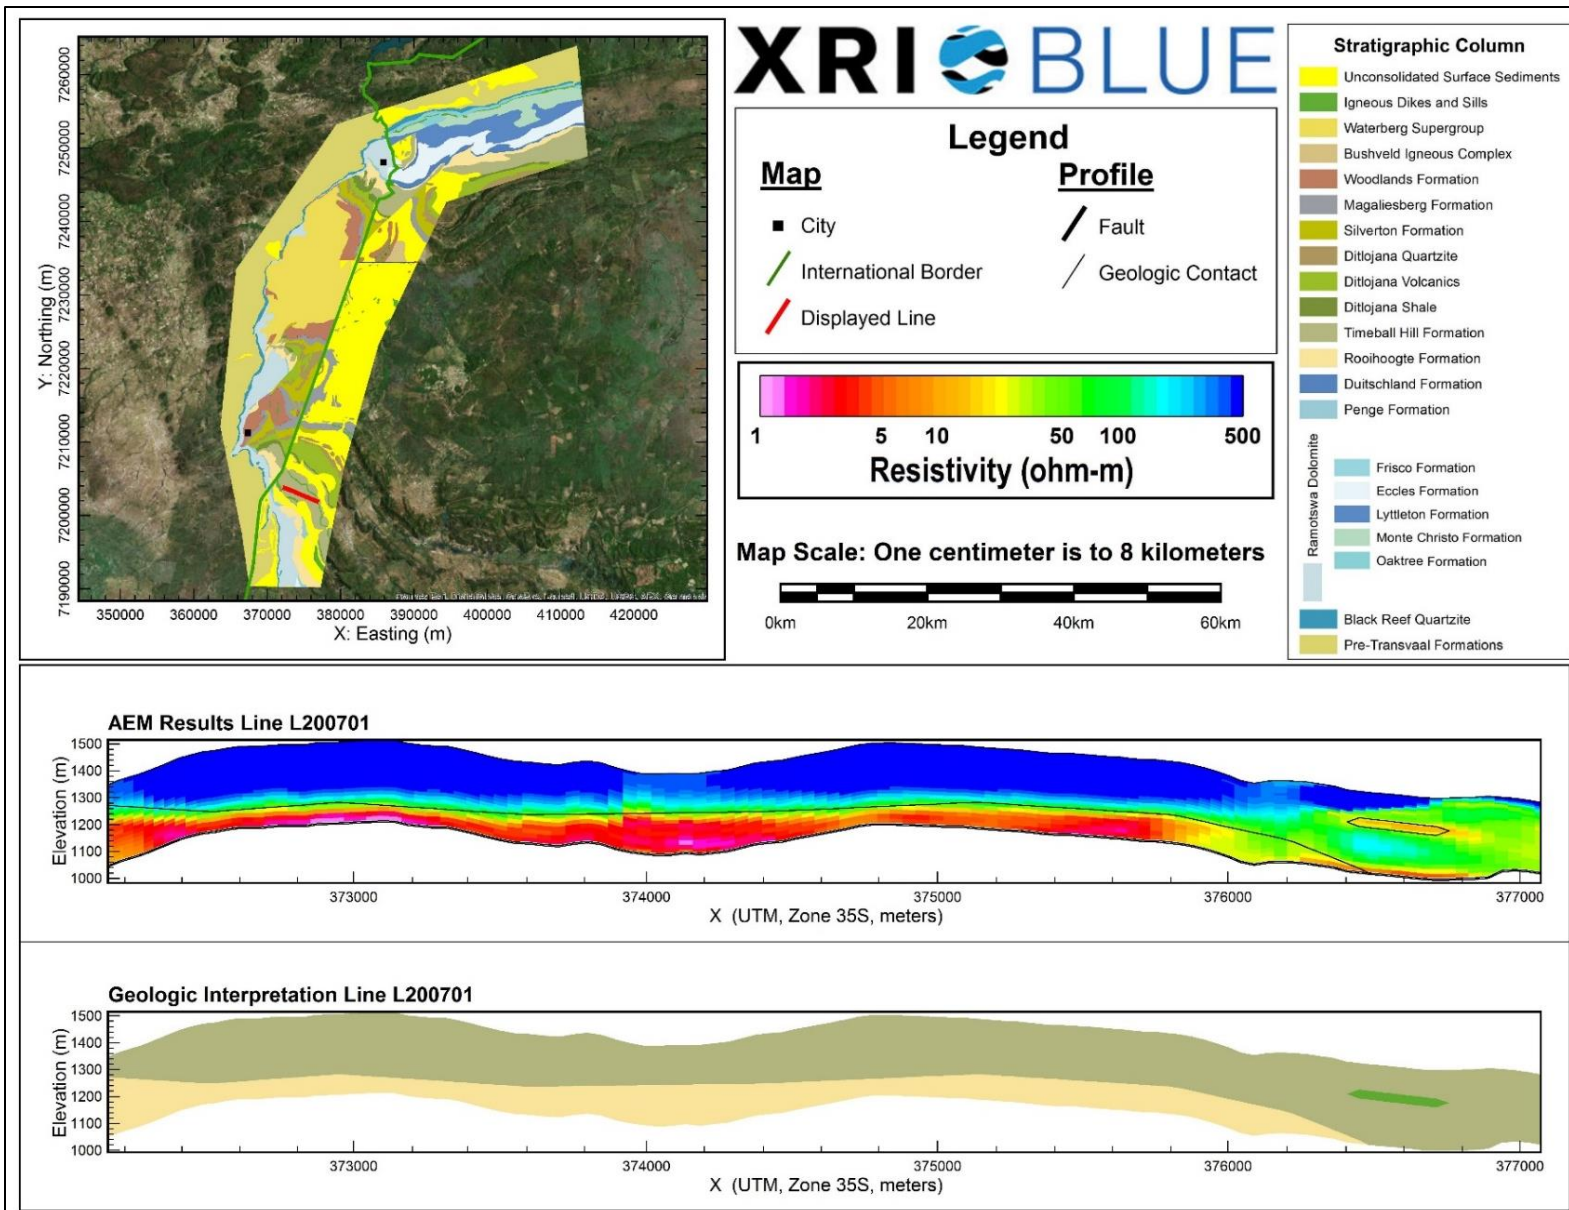 7260000
7250000
7240000
7230000
7220000
7210000
7200000
7190000
Y: Northing (m)
350000 360000 370000 380000 390000 400000 410000 420000
X: Easting (m)
XRI BLUE
Legend
Map
City
International Border
Displayed Line
Profile
Fault
Geologic Contact
1 5 10 50 100 500
Resistivity (ohm-m)
Map Scale: One centimeter is to 8 kilometers
0km 20km 40km 60km
Stratigraphic Column
Unconsolidated Surface Sediments
Igneous Dikes and Sills
Waterberg Supergroup
Bushveld Igneous Complex
Woodlands Formation
Magaliesberg Formation
Silverton Formation
Ditlojana Quartzite
Ditlojana Volcanics
Ditlojana Shale
Timeball Hill Formation
Rooihoogte Formation
Duitschland Formation
Penge Formation
Ramotswa Dolomite
Frisco Formation
Eccles Formation
Lyttleton Formation
Monte Christo Formation
Oaktree Formation
Black Reef Quartzite
Pre-Transvaal Formations
AEM Results Line L200701
Elevation (m)
1500
1400
1300
1200
1100
1000
373000 374000 375000 376000 377000
X (UTM, Zone 35S, meters)
Geologic Interpretation Line L200701
Elevation (m)
1500
1400
1300
1200
1100
1000
373000 374000 375000 376000 377000
X (UTM, Zone 35S, meters)